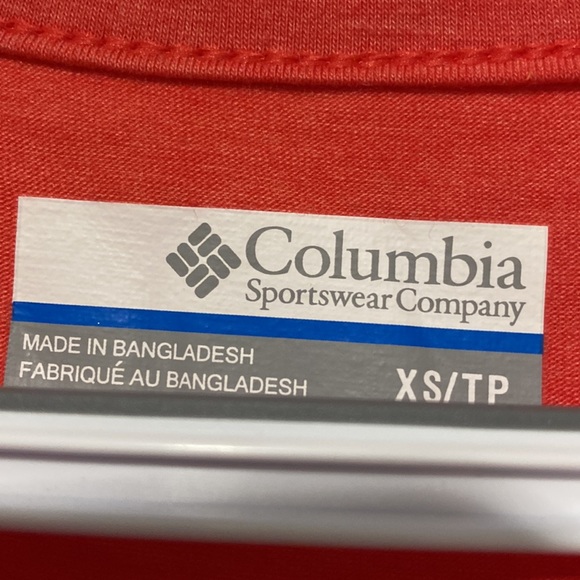 Columbia
Sportswear Company
MADE IN BANGLADESH
FABRIQUÉ AU BANGLADESH
XS/TP